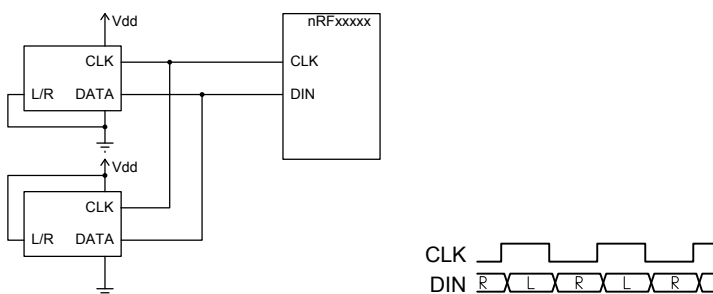 Vdd
nRFxxxxx
CLK
CLK
L/R
DATA
DIN
Vdd
CLK
L/R
DATA
CLK
DIN R L R L R